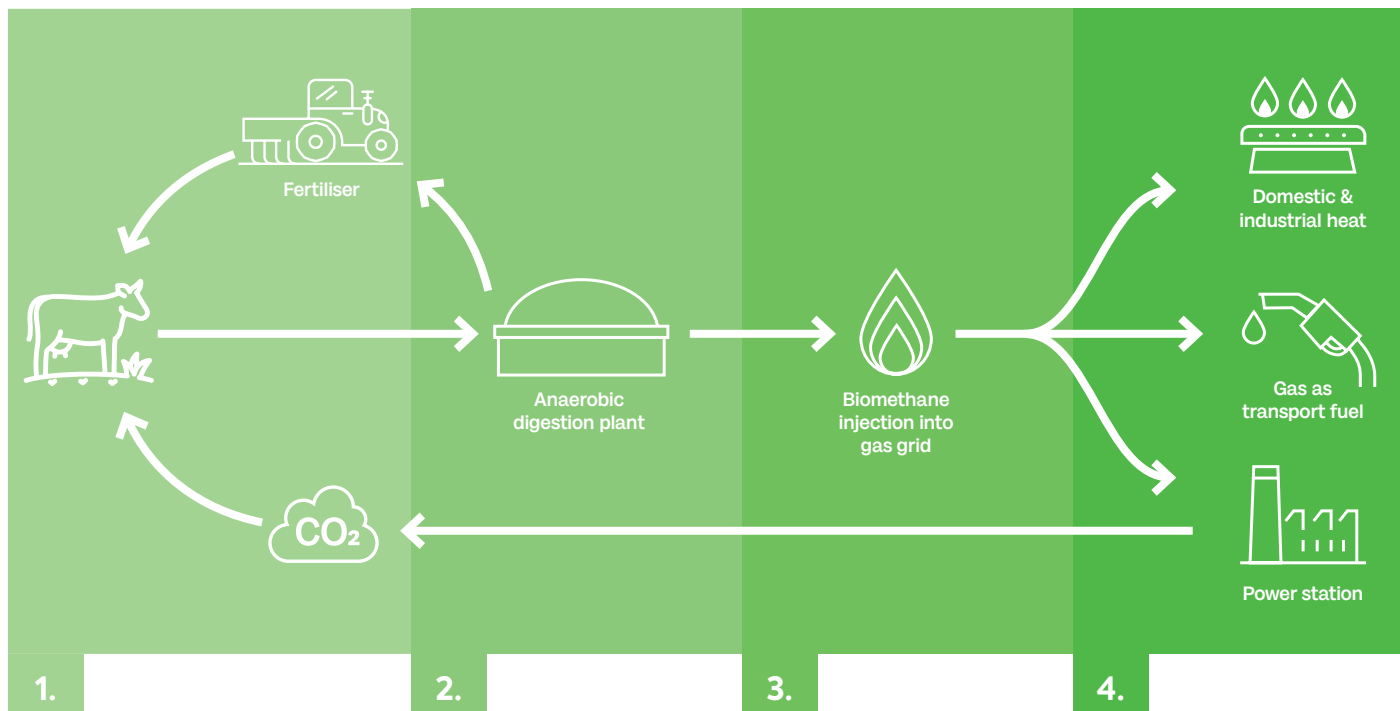 Fertiliser
Domestic &
industrial heat
Anaerobic
digestion plant
Biomethane
injection into
gas grid
Gas as
transport fuel
CO₂
Power station
1.
2.
3.
4.